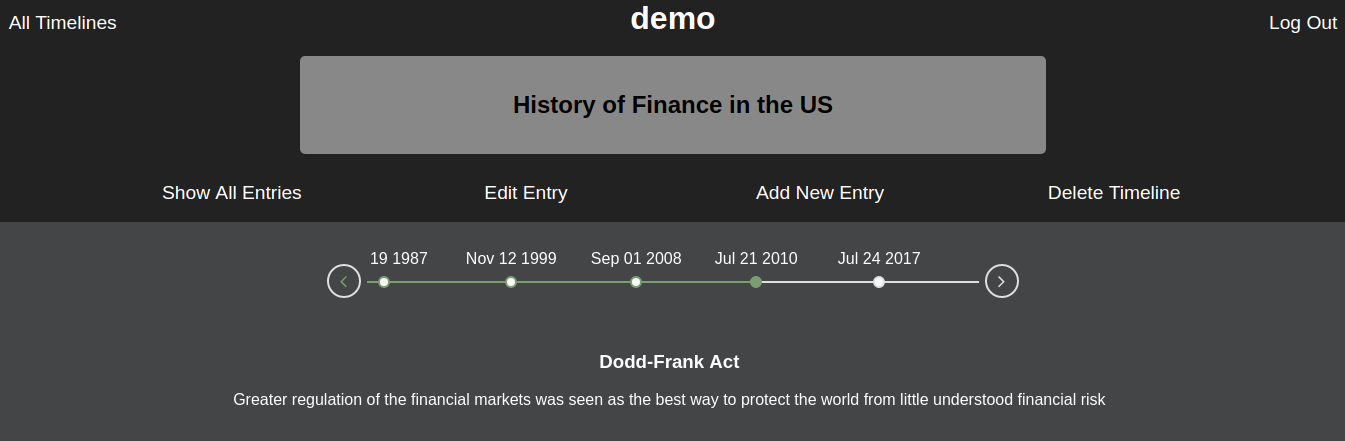 All Timelines
demo
Log Out
History of Finance in the US
Show All Entries
Edit Entry
Add New Entry
Delete Timeline
19 1987
Nov 12 1999
Sep 01 2008
Jul 21 2010
Jul 24 2017
Dodd-Frank Act
Greater regulation of the financial markets was seen as the best way to protect the world from little understood financial risk